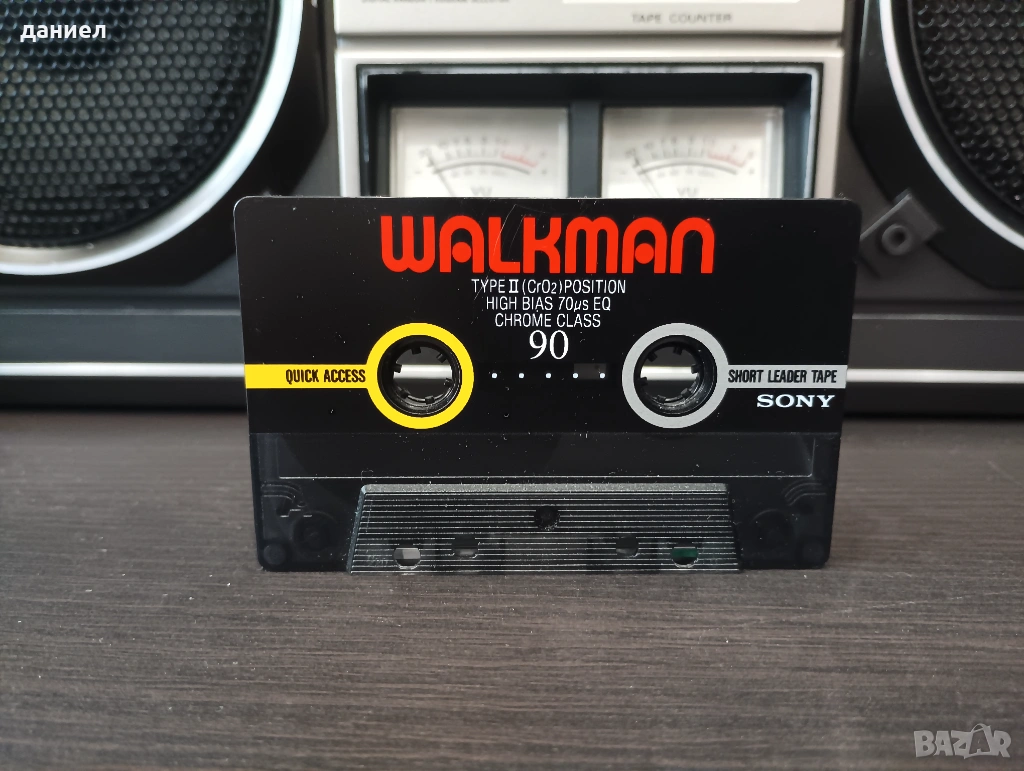 даниел
TAPE COUNTER
VU VU
WALKMAN
TYPE II (CrO2) POSITION
HIGH BIAS 70µs EQ
CHROME CLASS
90
QUICK ACCESS
SHORT LEADER TAPE
SONY
BAZAR